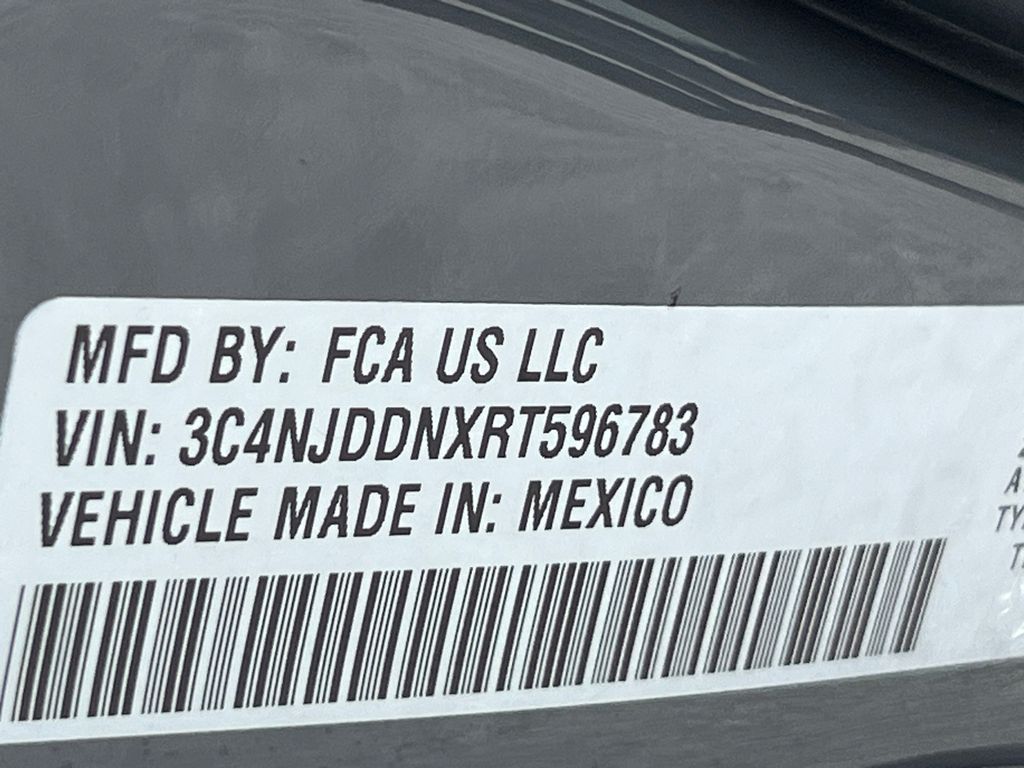 MFD BY: FCA US LLC
VIN: 3C4NJDDNXRT596783
VEHICLE MADE IN: MEXICO